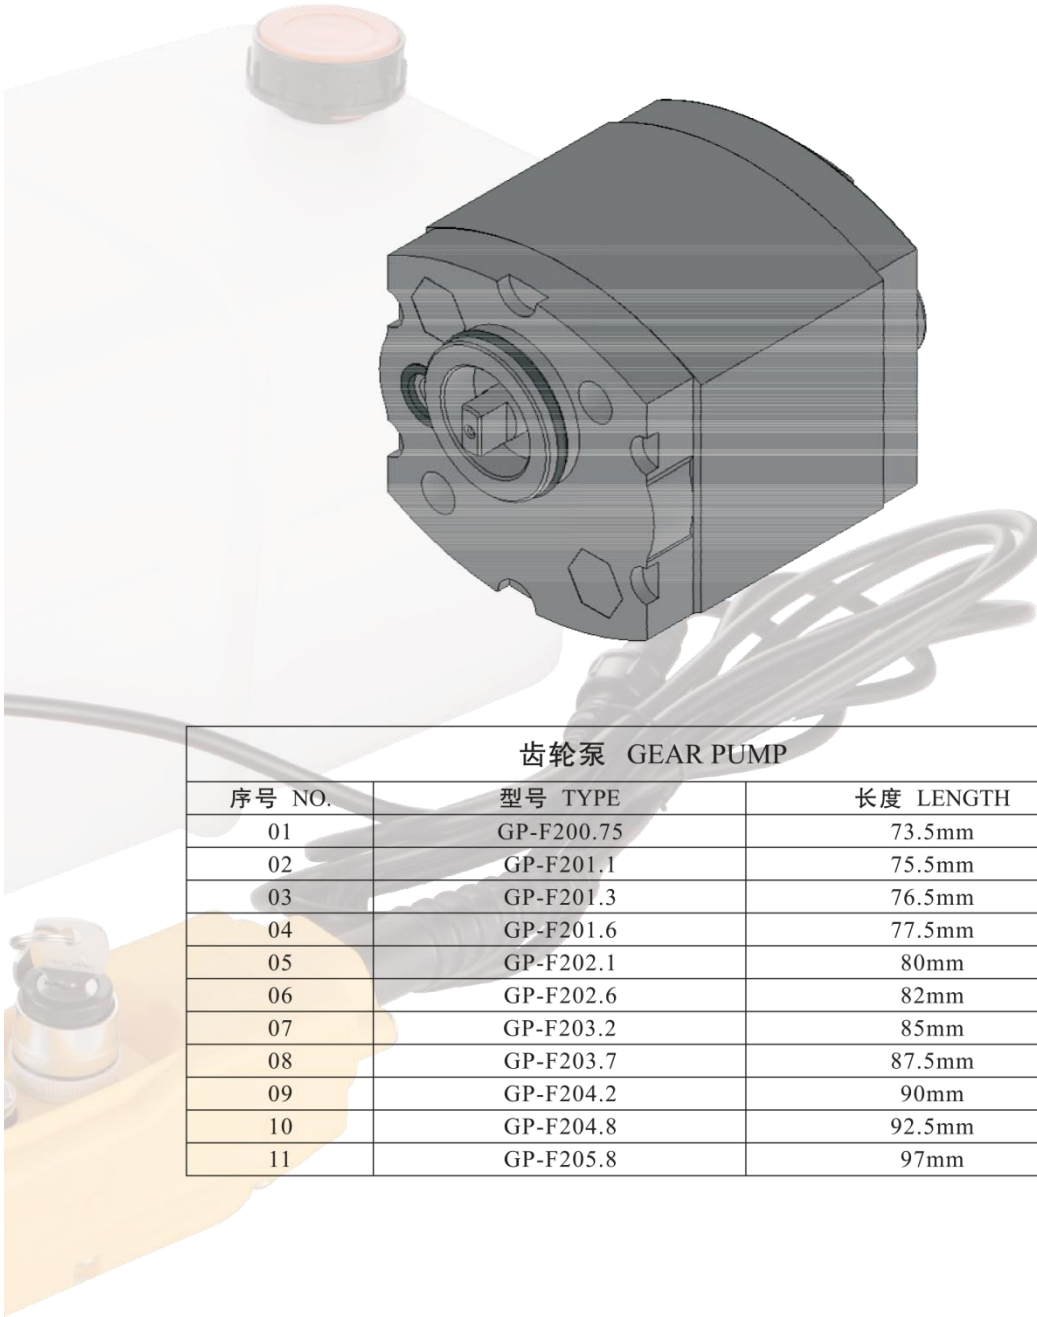 齿轮泵 GEAR PUMP
序号 NO. 型号 TYPE 长度 LENGTH
01 GP-F200.75 73.5mm
02 GP-F201.1 75.5mm
03 GP-F201.3 76.5mm
04 GP-F201.6 77.5mm
05 GP-F202.1 80mm
06 GP-F202.6 82mm
07 GP-F203.2 85mm
08 GP-F203.7 87.5mm
09 GP-F204.2 90mm
10 GP-F204.8 92.5mm
11 GP-F205.8 97mm